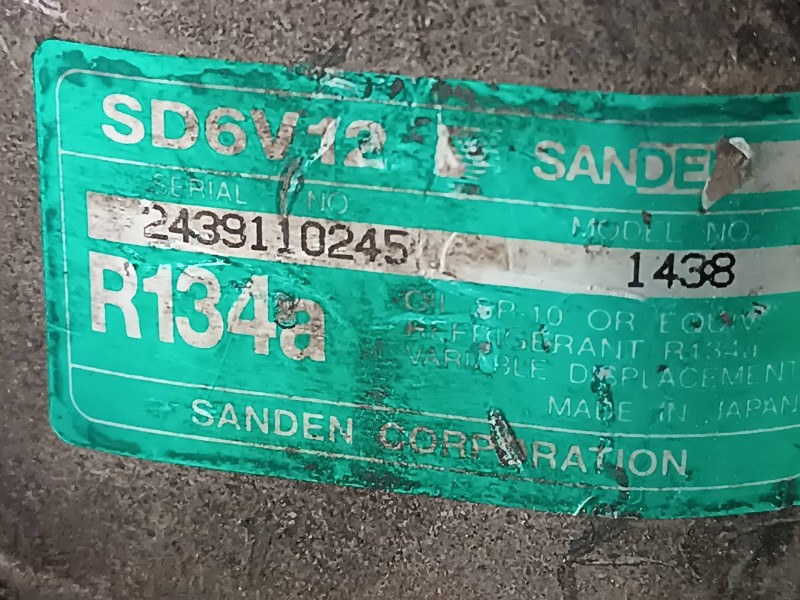 SD6V12 SANDEN
SERIAL NO. MODEL NO.
2439110245 1438
R134a
OIL SP-10 OR EQUIV.
REFRIGERANT R134a
VARIABLE DISPLACEMENT
MADE IN JAPAN
SANDEN CORPORATION